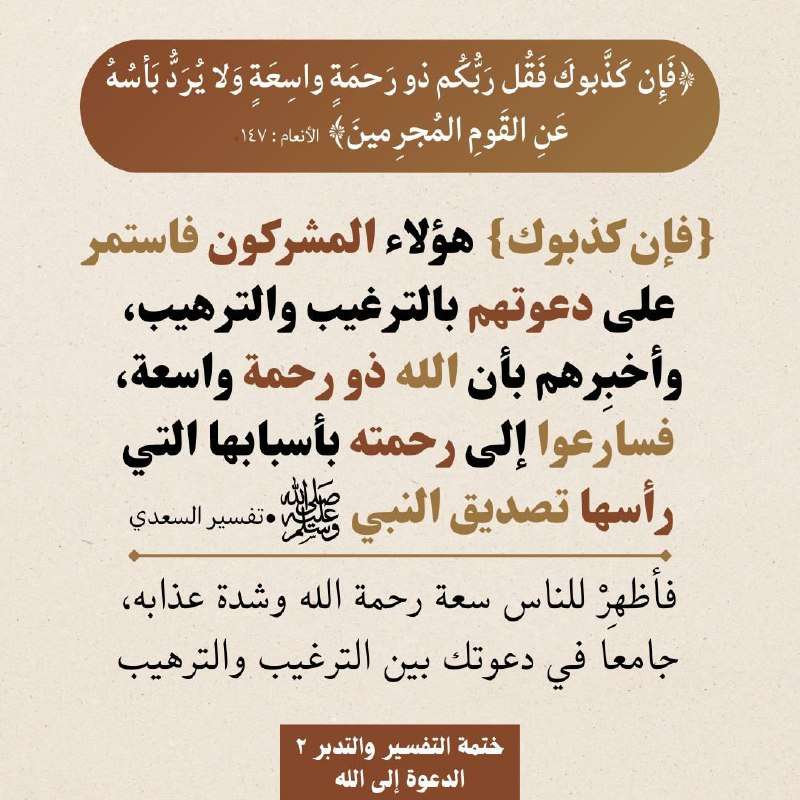 ﴿فَإِن كَذَّبوكَ فَقُل رَبُّكُم ذو رَحمَةٍ واسِعَةٍ وَلا يُرَدُّ بَأسُهُ
عَنِ القَومِ المُجرِمينَ﴾ الأنعام : ١٤٧
{فإن كذبوك} هؤلاء المشركون فاستمر
على دعوتهم بالترغيب والترهيب،
وأخبِرهم بأن الله ذو رحمة واسعة،
فسارعوا إلى رحمته بأسبابها التي
رأسها تصديق النبي ﷺ • تفسير السعدي
فأظهِرْ للناس سعة رحمة الله وشدة عذابه،
جامعا في دعوتك بين الترغيب والترهيب
ختمة التفسير والتدبر ٢
الدعوة إلى الله